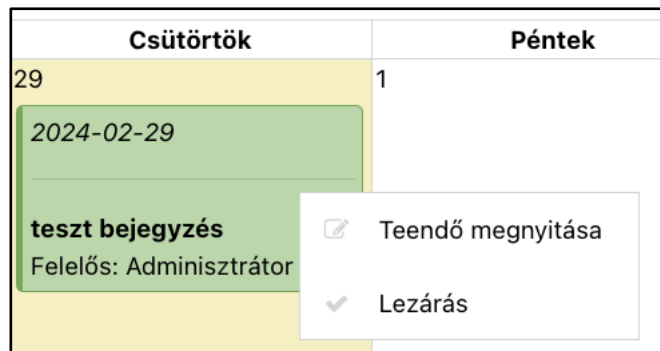 Csütörtök
Péntek
29
1
2024-02-29
teszt bejegyzés
Felelős: Adminisztrátor
Teendő megnyitása
Lezárás